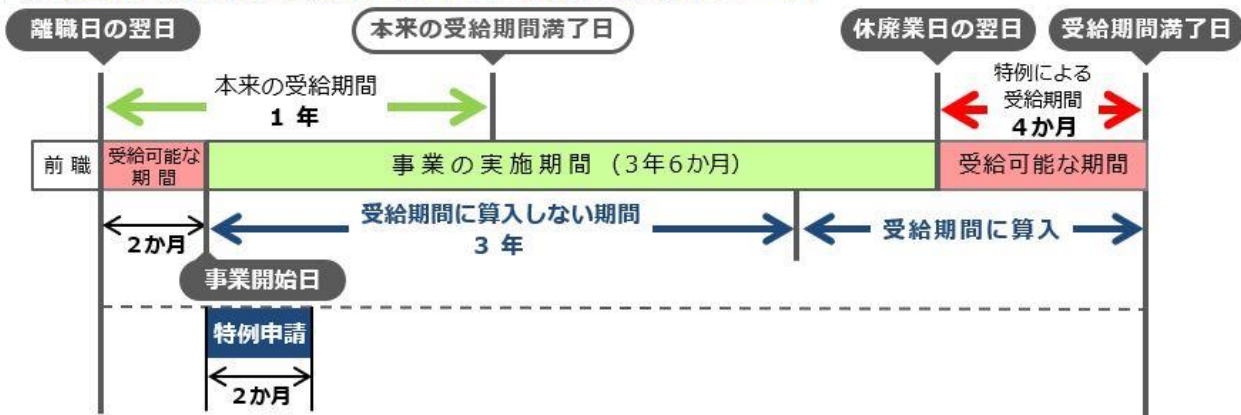 離職日の翌日
本来の受給期間満了日
休廃業日の翌日
受給期間満了日
本来の受給期間
1 年
特例による
受給期間
4か月
前 職
受給可能な
期 間
事業の実施期間 (3年6か月)
受給可能な期間
2か月
受給期間に算入しない期間
3 年
受給期間に算入
事業開始日
特例申請
2か月